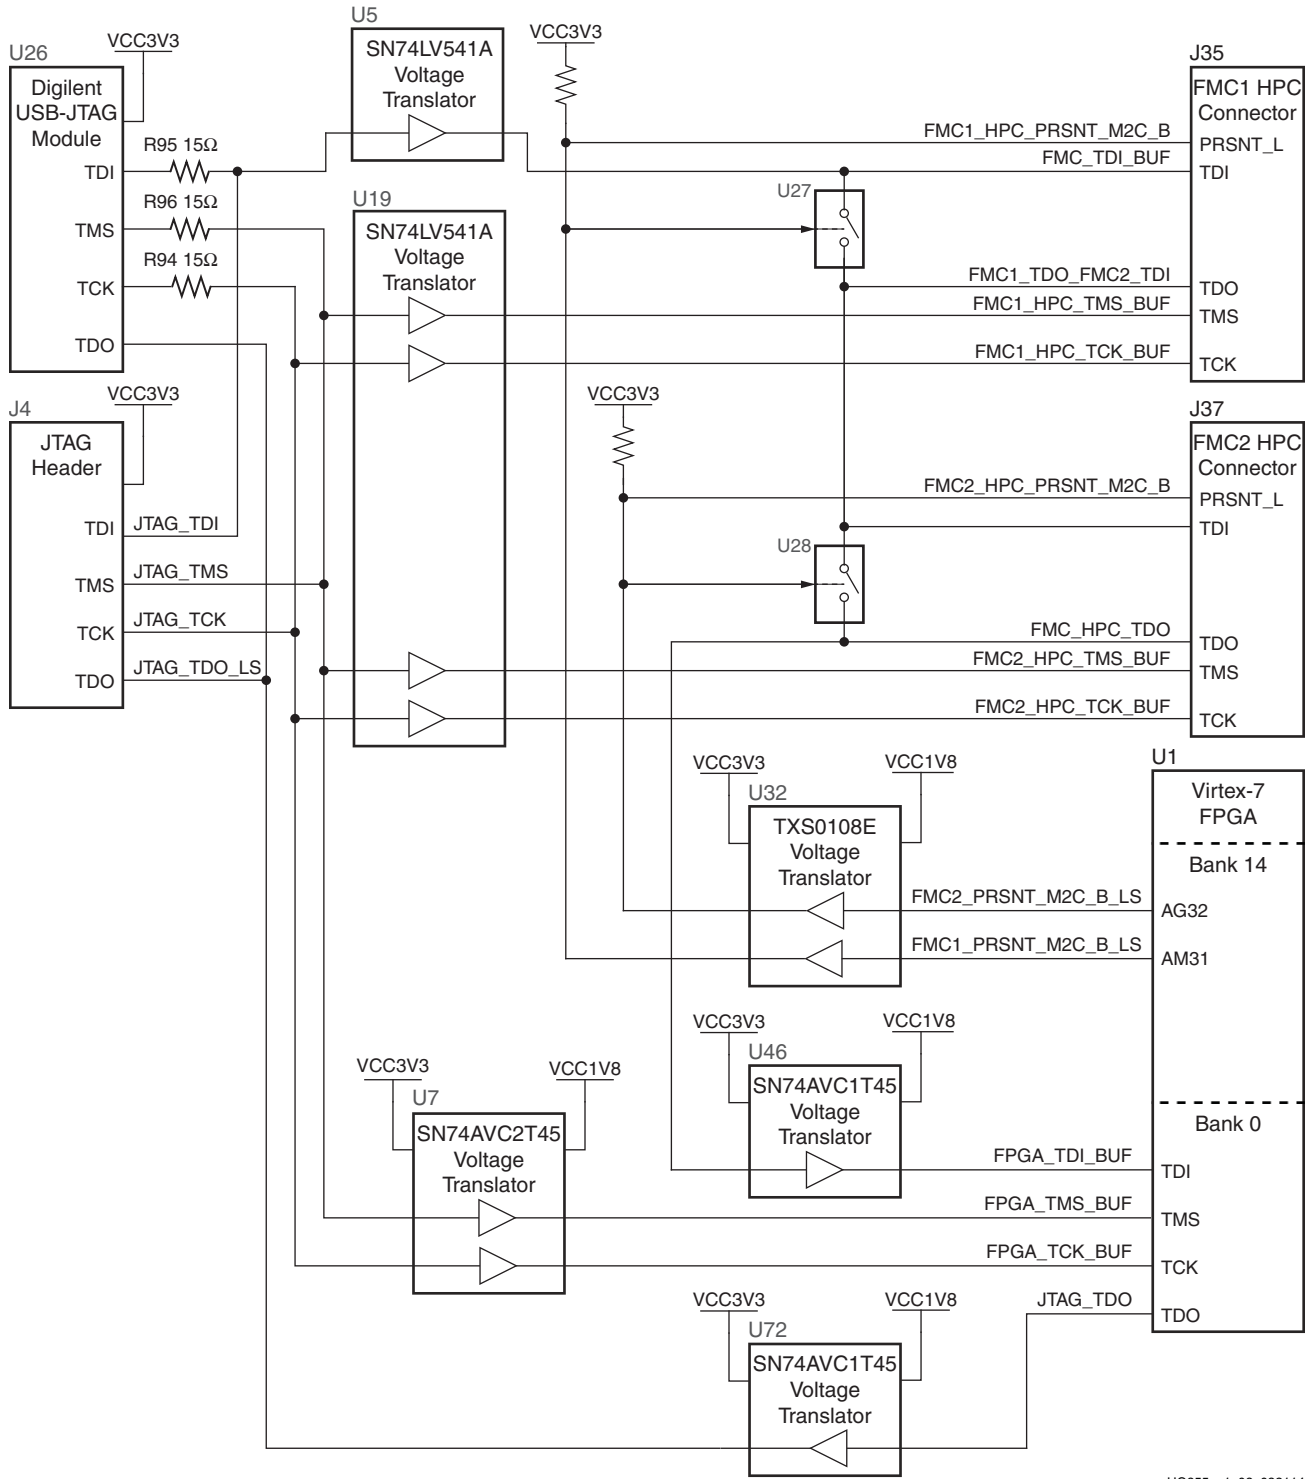 U26
VCC3V3
Digilent
USB-JTAG
Module
TDI
TMS
TCK
TDO
R95 15Ω
R96 15Ω
R94 15Ω
U5
SN74LV541A
Voltage
Translator
VCC3V3
J35
FMC1 HPC
Connector
PRSNT_L
TDI
TDO
TMS
TCK
FMC1_HPC_PRSNT_M2C_B
FMC_TDI_BUF
U27
FMC1_TDO_FMC2_TDI
FMC1_HPC_TMS_BUF
FMC1_HPC_TCK_BUF
U19
SN74LV541A
Voltage
Translator
J4
VCC3V3
JTAG
Header
TDI
TMS
TCK
TDO
JTAG_TDI
JTAG_TMS
JTAG_TCK
JTAG_TDO_LS
VCC3V3
J37
FMC2 HPC
Connector
PRSNT_L
TDI
TDO
TMS
TCK
FMC2_HPC_PRSNT_M2C_B
U28
FMC_HPC_TDO
FMC2_HPC_TMS_BUF
FMC2_HPC_TCK_BUF
VCC3V3
VCC1V8
U32
TXS0108E
Voltage
Translator
U1
Virtex-7
FPGA
Bank 14
FMC2_PRSNT_M2C_B_LS
AG32
FMC1_PRSNT_M2C_B_LS
AM31
VCC3V3
VCC1V8
U46
SN74AVC1T45
Voltage
Translator
VCC3V3
VCC1V8
U7
SN74AVC2T45
Voltage
Translator
Bank 0
FPGA_TDI_BUF
TDI
FPGA_TMS_BUF
TMS
FPGA_TCK_BUF
TCK
JTAG_TDO
TDO
VCC3V3
VCC1V8
U72
SN74AVC1T45
Voltage
Translator